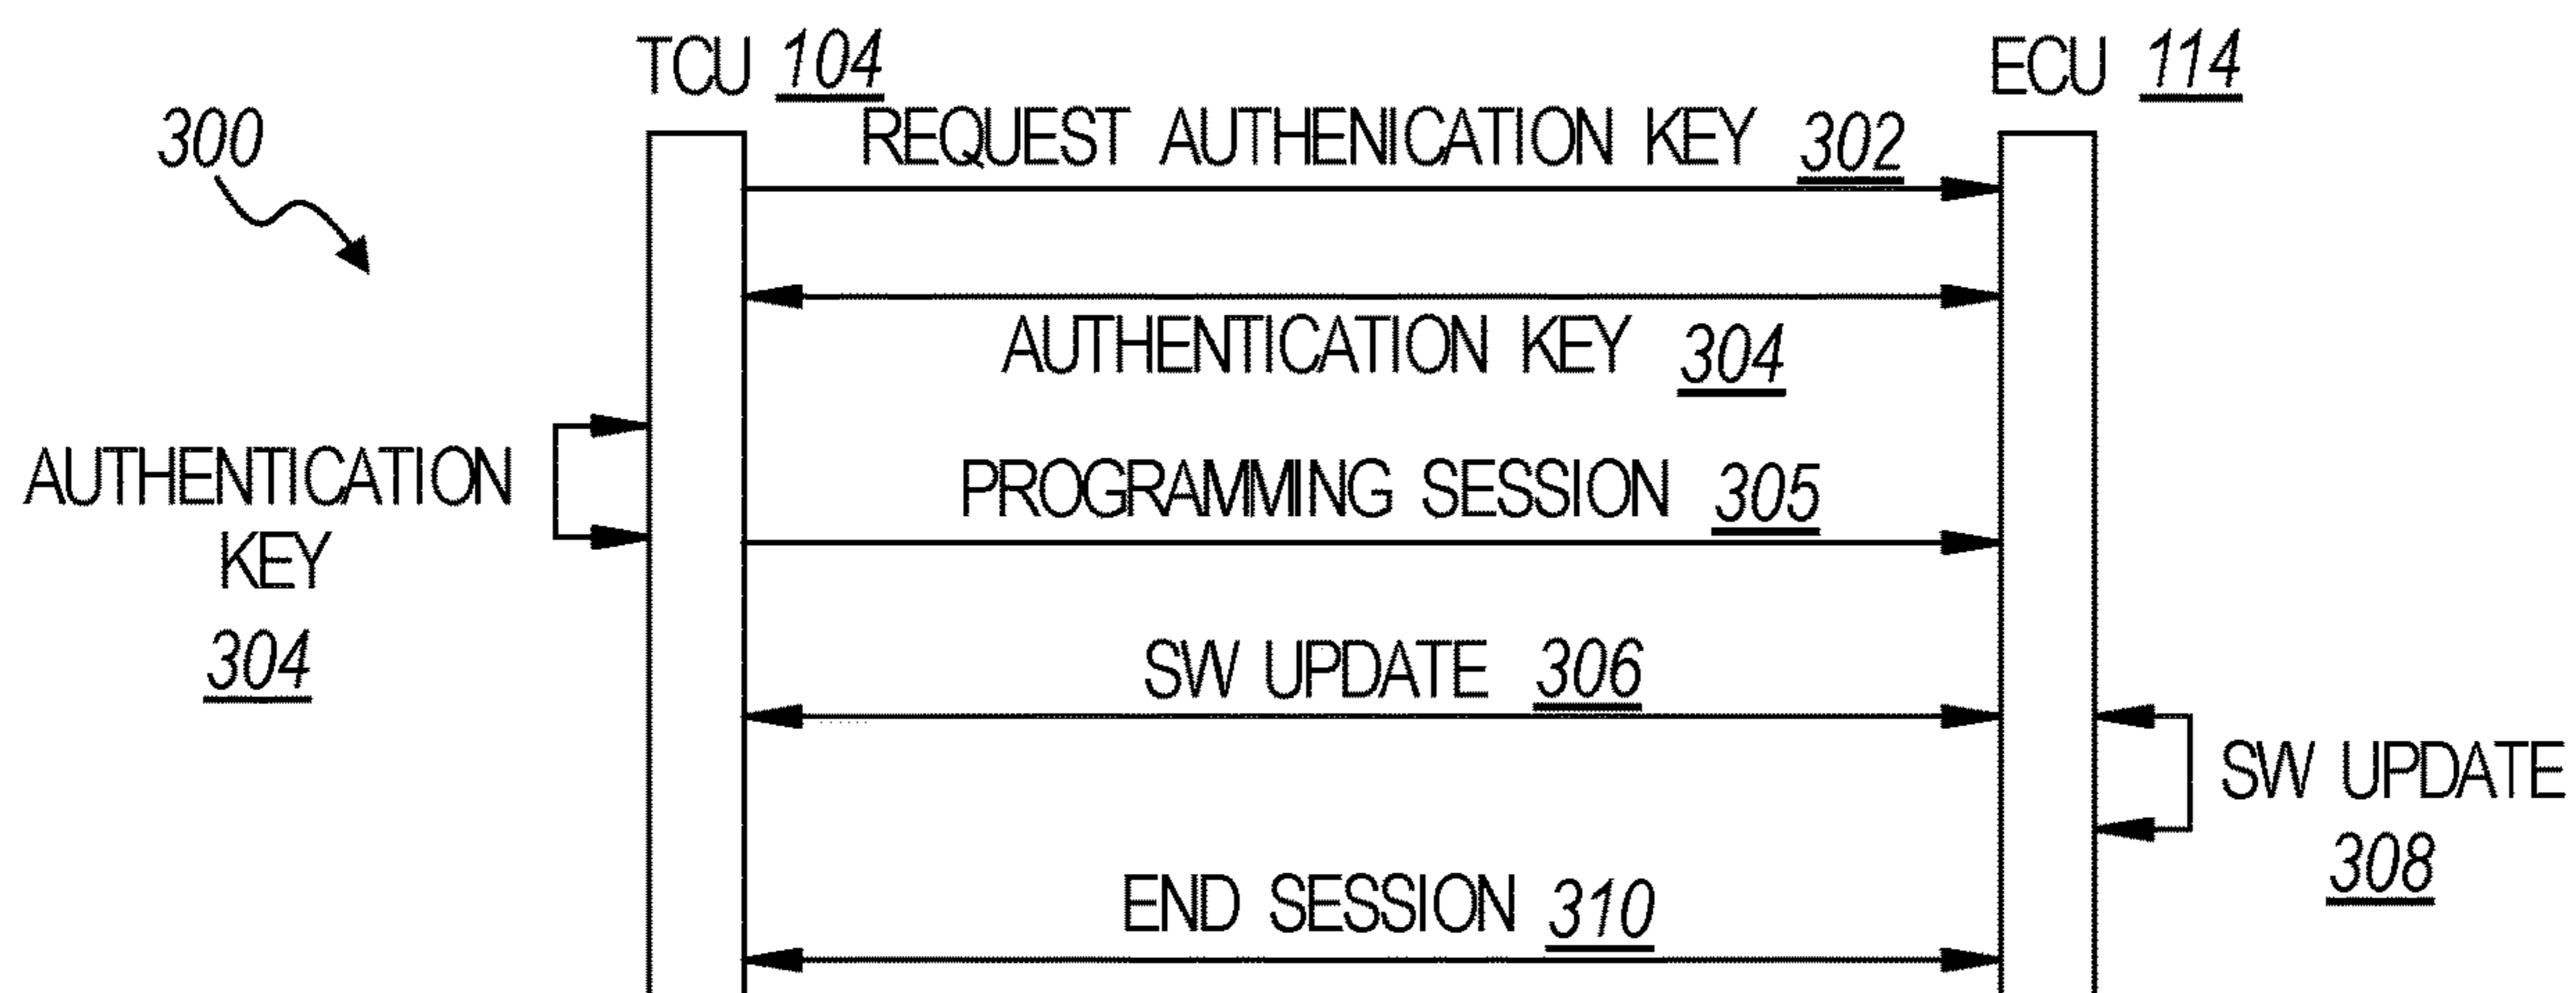 TCU 104
ECU 114
300
REQUEST AUTHENICATION KEY 302
AUTHENTICATION KEY 304
AUTHENTICATION
KEY
304
PROGRAMMING SESSION 305
SW UPDATE 306
SW UPDATE
308
END SESSION 310